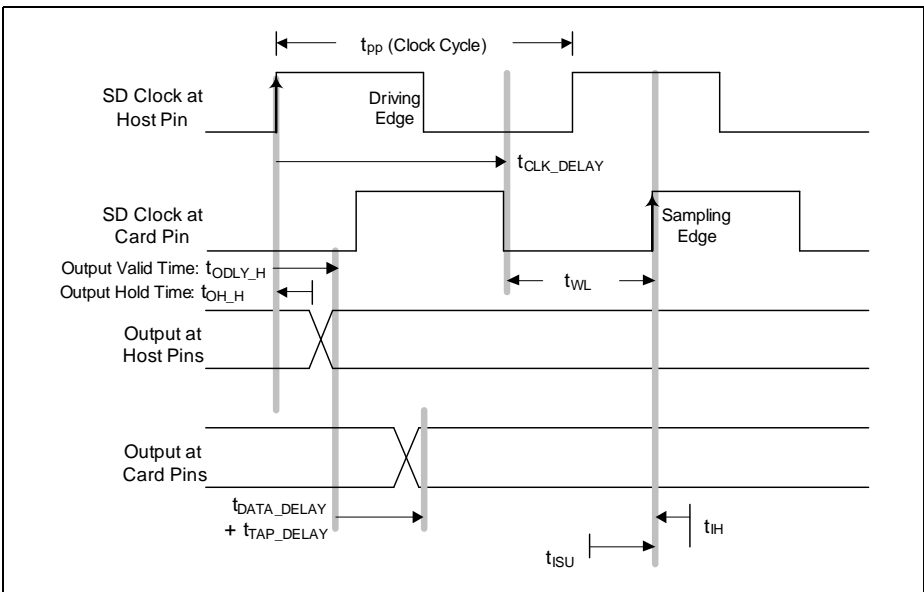 tPP (Clock Cycle)
SD Clock at
Host Pin
Driving
Edge
tCLK_DELAY
SD Clock at
Card Pin
Sampling
Edge
Output Valid Time: tODLY_H
Output Hold Time: tOH_H
tWL
Output at
Host Pins
Output at
Card Pins
tDATA_DELAY
+ tTAP_DELAY
tIH
tISU